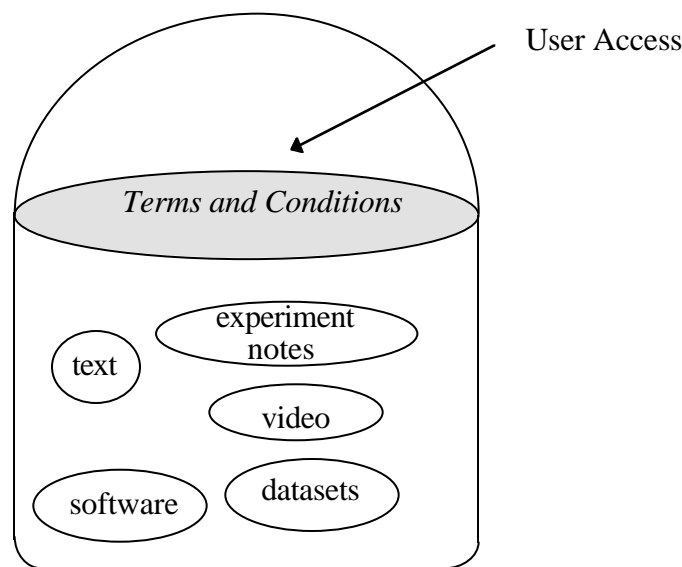 User Access
Terms and Conditions
experiment
notes
text
video
software
datasets